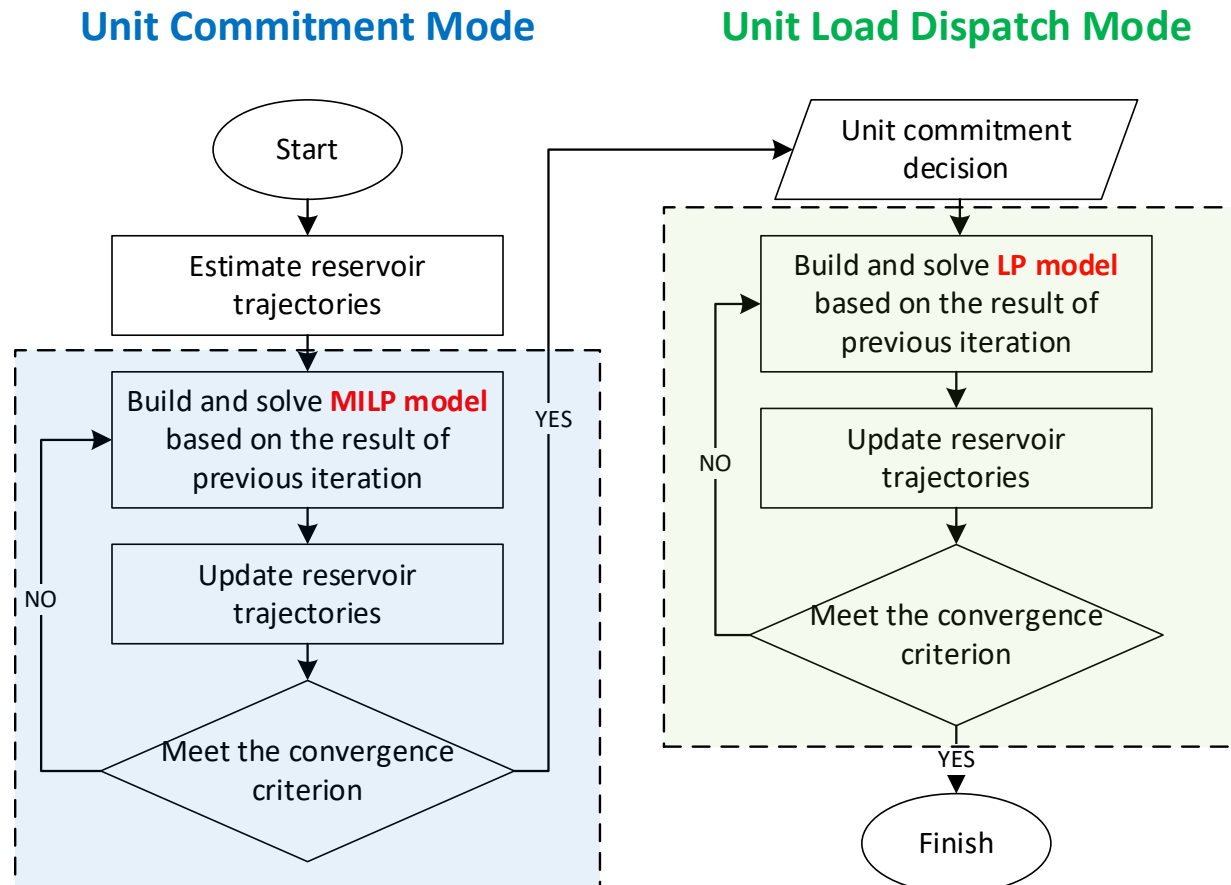 Unit Commitment Mode
Start
Estimate reservoir
trajectories
Build and solve MILP model
based on the result of
previous iteration
Update reservoir
trajectories
NO
Meet the convergence
criterion
YES
Unit Load Dispatch Mode
Unit commitment
decision
Build and solve LP model
based on the result of
previous iteration
Update reservoir
trajectories
NO
Meet the convergence
criterion
YES
Finish